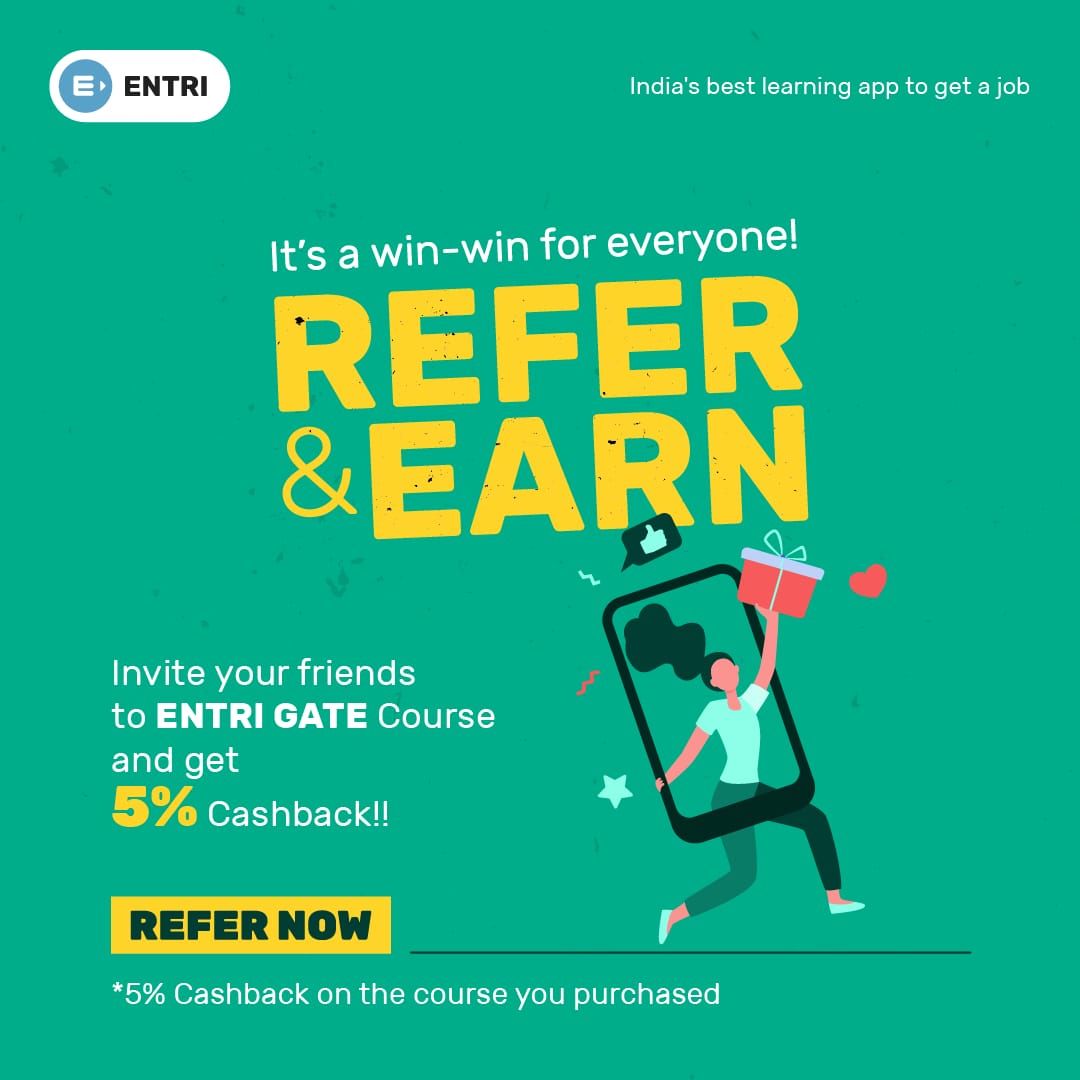 ENTRI
India's best learning app to get a job
It's a win-win for everyone!
REFER
& EARN
Invite your friends
to ENTRI GATE Course
and get
5% Cashback!!
REFER NOW
*5% Cashback on the course you purchased